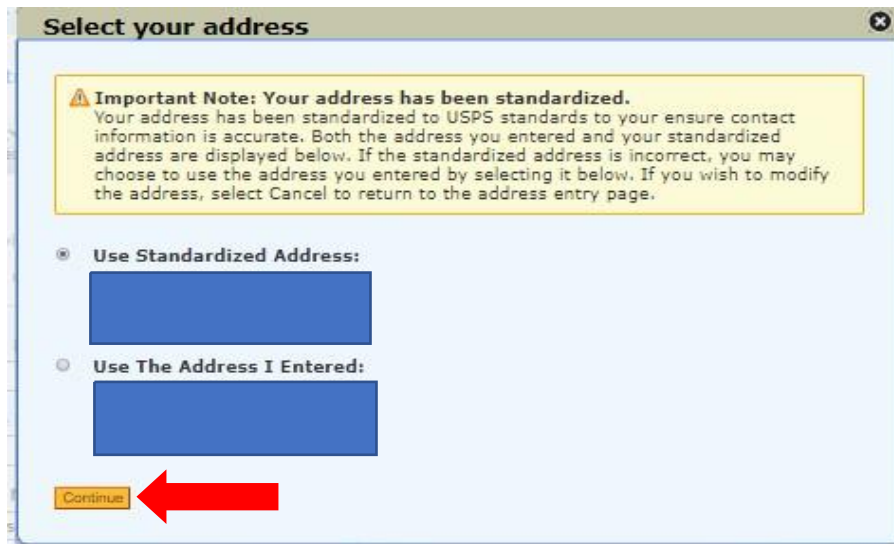 Select your address
Important Note: Your address has been standardized.
Your address has been standardized to USPS standards to your ensure contact
information is accurate. Both the address you entered and your standardized
address are displayed below. If the standardized address is incorrect, you may
choose to use the address you entered by selecting it below. If you wish to modify
the address, select Cancel to return to the address entry page.
Use Standardized Address:
Use The Address I Entered:
Continue